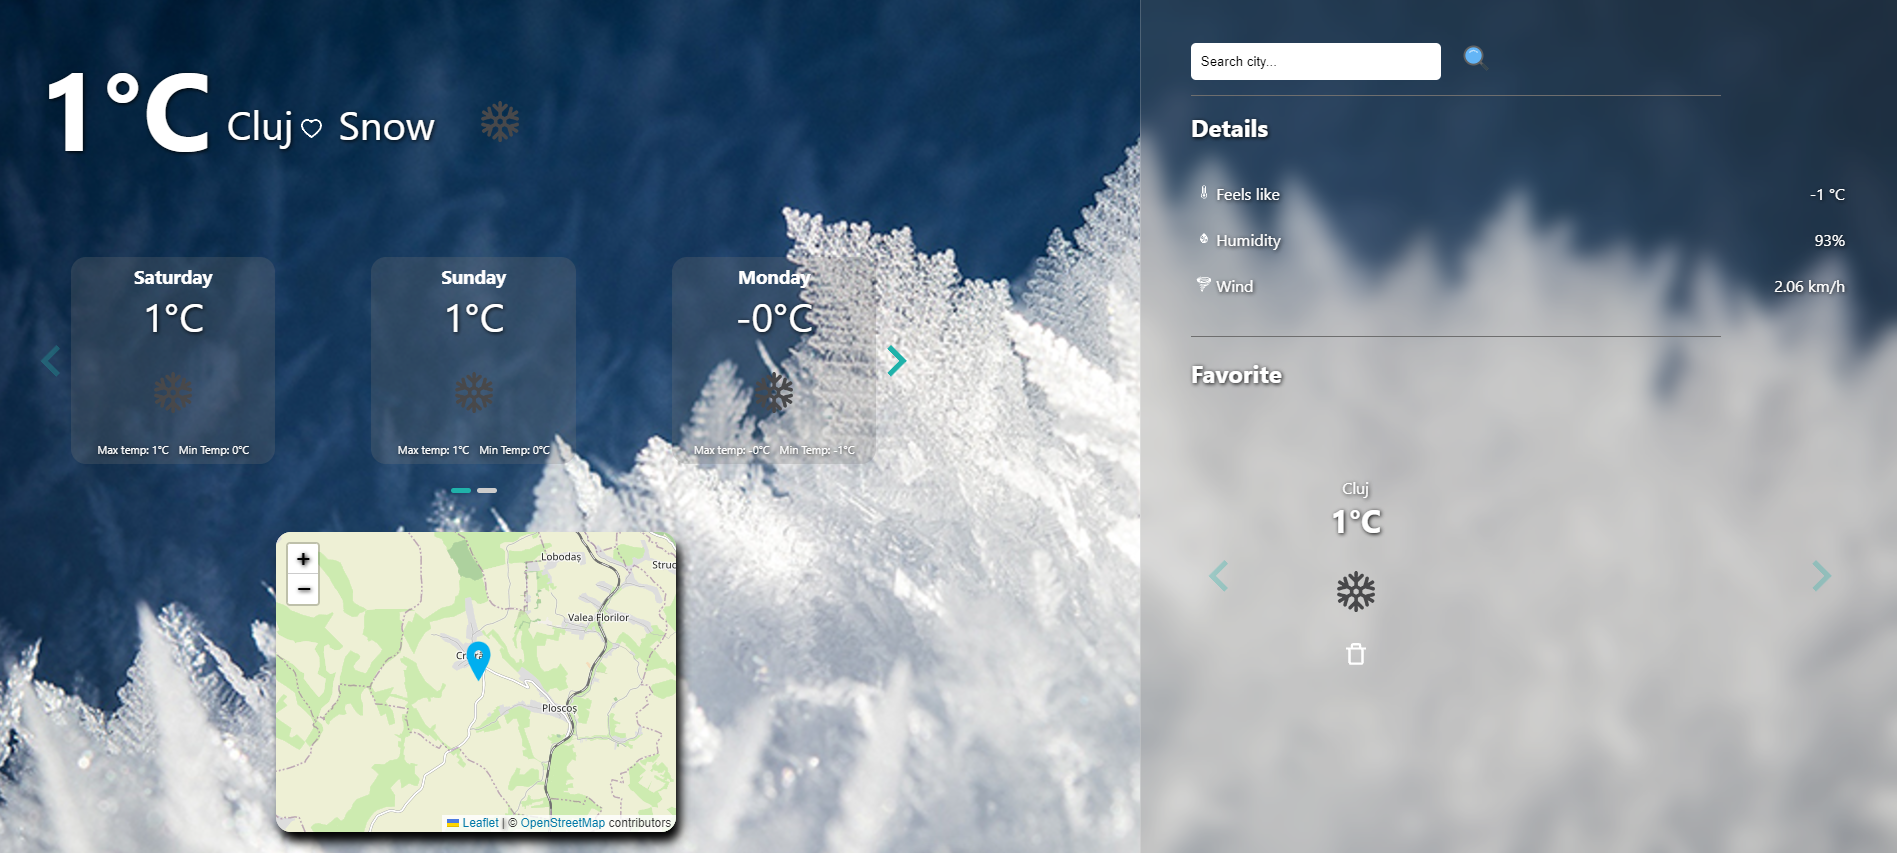 1°C Cluj Snow
Saturday
1°C
Max temp: 1°C Min Temp: 0°C
Sunday
1°C
Max temp: 1°C Min Temp: 0°C
Monday
-0°C
Max temp: -0°C Min Temp: -1°C
+
−
Lobodaș
Valea Florilor
Ploscoș
Leaflet | © OpenStreetMap contributors
Search city...
Details
Feels like -1 °C
Humidity 93%
Wind 2.06 km/h
Favorite
Cluj
1°C